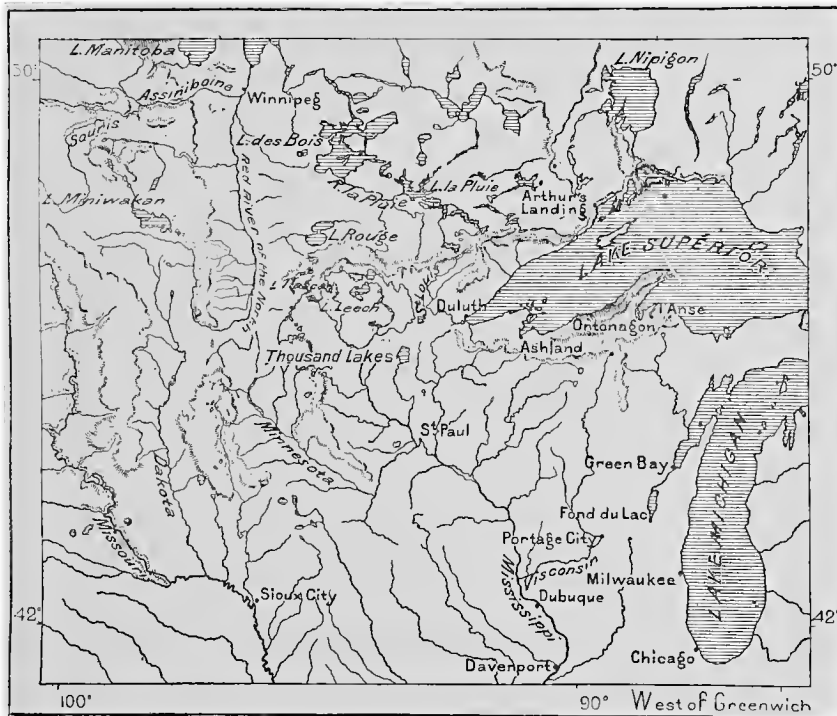 L. Manitoba
L. Nipigon
50°
50°
Assiniboine
Winnipeg
Souris
L. des Bois
L. Miniwakan
R. la Pluie
L. la Pluie
Arthur's
Landing
Red River of the North
L. Rouge
LAKE SUPERIOR
L. Leech
St Louis
Duluth
l'Anse
Ontonagon
Ashland
Thousand Lakes
St Paul
Minnesota
Dakota
Green Bay
LAKE MICHIGAN
Missouri
Fond du Lac
Portage City
Visconsin
Milwaukee
Mississippi
Dubuque
Sioux City
42°
42°
Davenport
Chicago
100°
90°
West of Greenwich